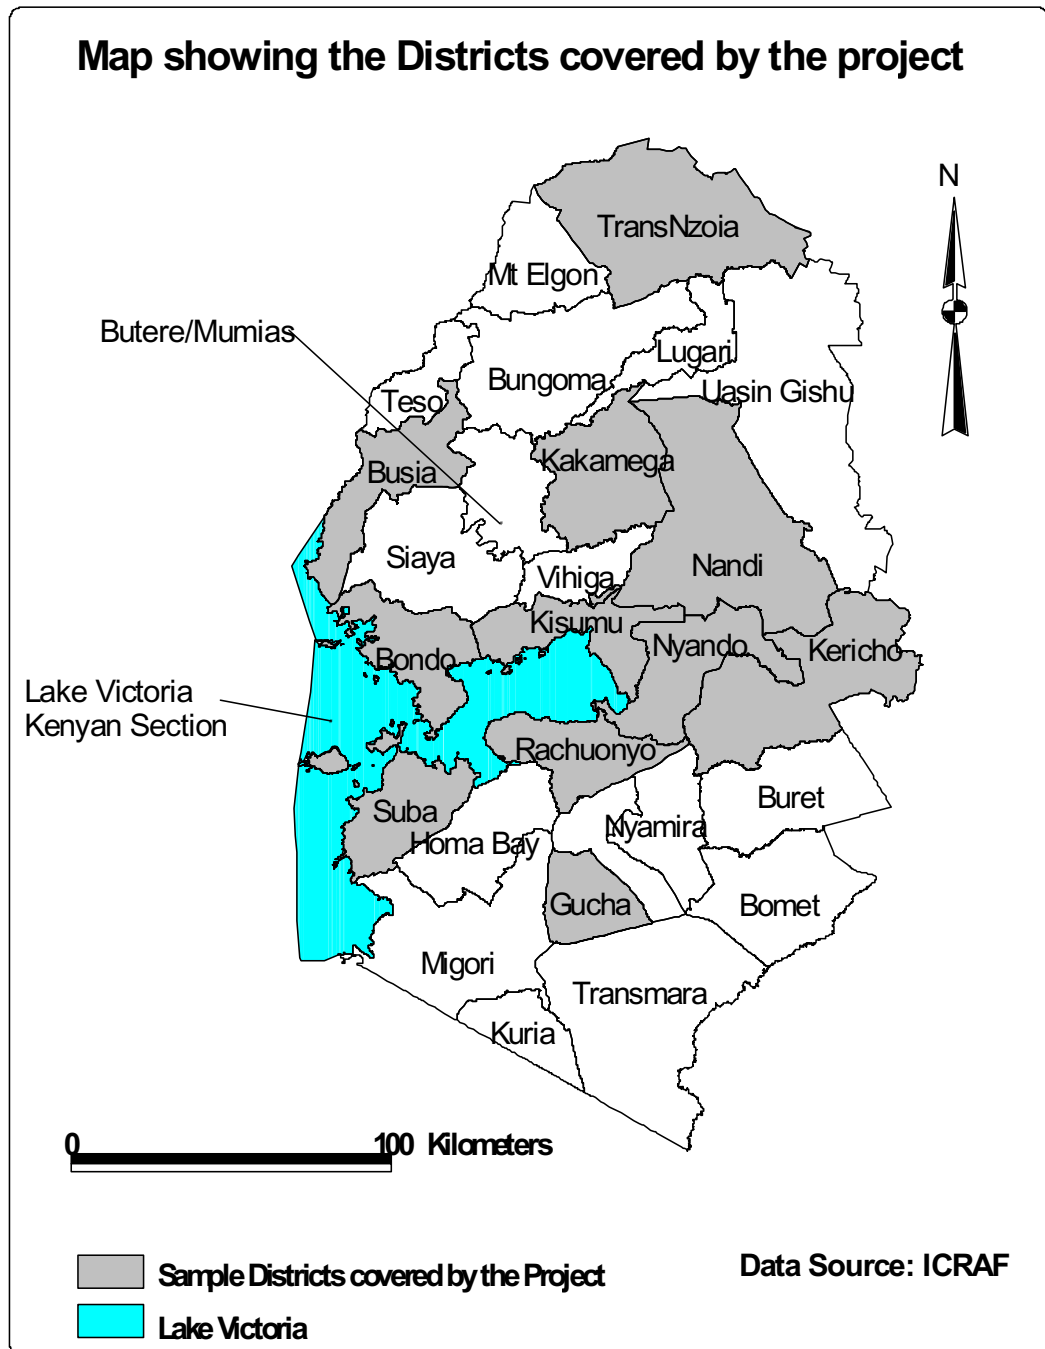 Map showing the Districts covered by the project
N
TransNzoia
Mt Elgon
Butere/Mumias
Lugari
Bungoma
Uasin Gishu
Teso
Kakamega
Busia
Siaya
Vihiga
Nandi
Kisumu
Nyando
Kericho
Bondo
Lake Victoria
Kenyan Section
Rachuonyo
Suba
Buret
Nyamira
Homa Bay
Gucha
Bomet
Migori
Transmara
Kuria
0 100 Kilometers
Sample Districts covered by the Project
Data Source: ICRAF
Lake Victoria